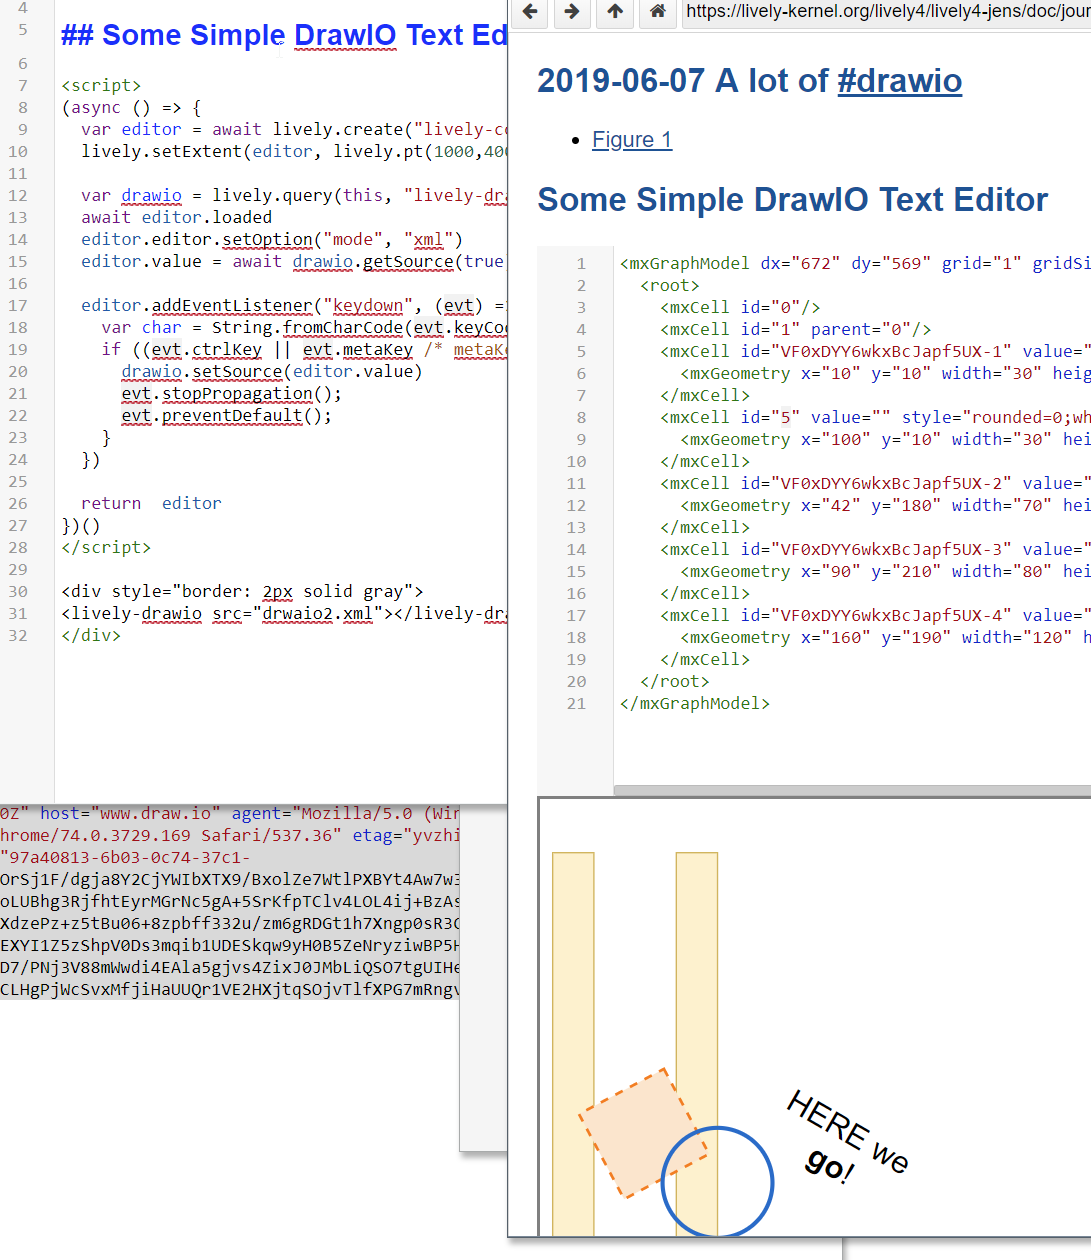 4
5 ## Some Simple DrawIO Text Ed
6
7 <script>
8 (async () => {
9 var editor = await lively.create("lively-c
10 lively.setExtent(editor, lively.pt(1000,40
11
12 var drawio = lively.query(this, "lively-dra
13 await editor.loaded
14 editor.editor.setOption("mode", "xml")
15 editor.value = await drawio.getSource(true
16
17 editor.addEventListener("keydown", (evt) =
18 var char = String.fromCharCode(evt.keyCo
19 if ((evt.ctrlKey || evt.metaKey /* metaK
20 drawio.setSource(editor.value)
21 evt.stopPropagation();
22 evt.preventDefault();
23 }
24 })
25
26 return editor
27 })()
28 </script>
29
30 <div style="border: 2px solid gray">
31 <lively-drawio src="drwaio2.xml"></lively-dra
32 </div>
0Z" host="www.draw.io" agent="Mozilla/5.0 (Win
hrome/74.0.3729.169 Safari/537.36" etag="yvzhi
"97a40813-6b03-0c74-37c1-
OrSj1F/dgja8Y2CjYWIbXTX9/BxolZe7WtlPXBYt4Aw7w3
oLUBhg3RjfhtEyrMGrNc5gA+5SrKfpTClv4LOL4ij+BzAs
XdzePz+z5tBu06+8zpbff332u/zm6gRDGt1h7Xngp0sR3C
EXYI1Z5zShpV0Ds3mqib1UDESkqw9yH0B5ZeNryziwBP5H
D7/PNj3V88mWwdi4EAla5gjvs4ZixJ0JMbLiQSO7tgUIHe
CLHgPjWcSvxMfjiHaUUQr1VE2HXjtqSOjvTlfXPG7mRngv
https://lively-kernel.org/lively4/lively4-jens/doc/jour
2019-06-07 A lot of #drawio
• Figure 1
Some Simple DrawIO Text Editor
1 <mxGraphModel dx="672" dy="569" grid="1" gridSi
2 <root>
3 <mxCell id="0"/>
4 <mxCell id="1" parent="0"/>
5 <mxCell id="VF0xDYY6wkxBcJapf5UX-1" value="
6 <mxGeometry x="10" y="10" width="30" heig
7 </mxCell>
8 <mxCell id="5" value="" style="rounded=0;wh
9 <mxGeometry x="100" y="10" width="30" hei
10 </mxCell>
11 <mxCell id="VF0xDYY6wkxBcJapf5UX-2" value="
12 <mxGeometry x="42" y="180" width="70" hei
13 </mxCell>
14 <mxCell id="VF0xDYY6wkxBcJapf5UX-3" value="
15 <mxGeometry x="90" y="210" width="80" hei
16 </mxCell>
17 <mxCell id="VF0xDYY6wkxBcJapf5UX-4" value="
18 <mxGeometry x="160" y="190" width="120" h
19 </mxCell>
20 </root>
21 </mxGraphModel>
HERE we
go!